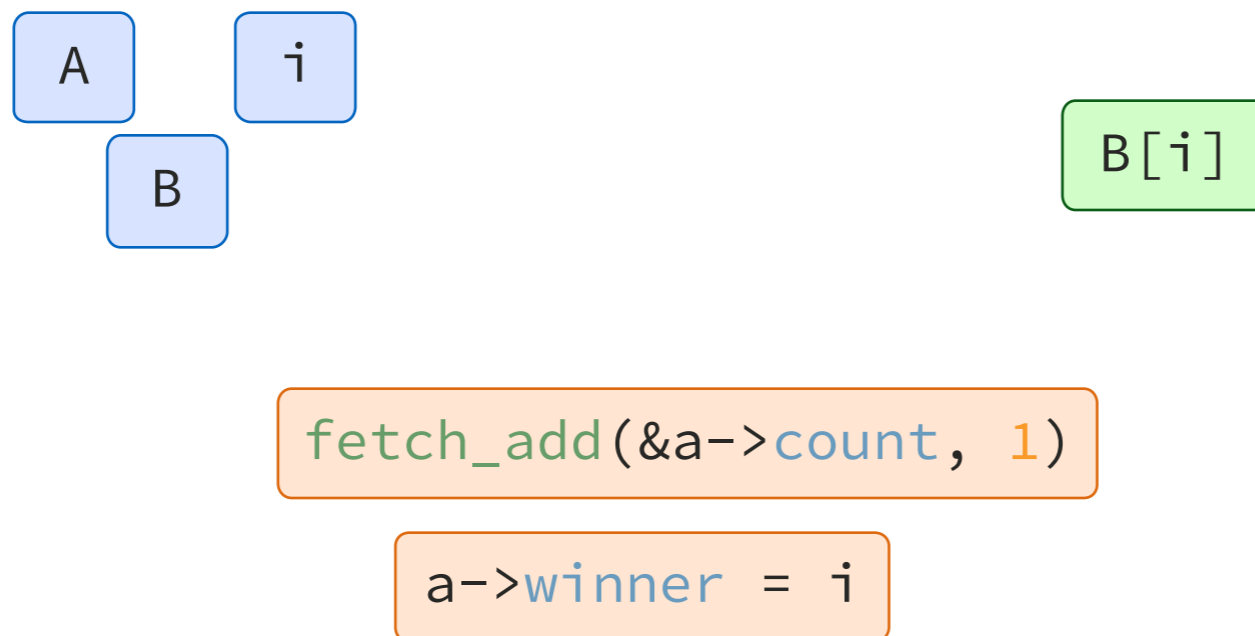 A
i
B
B[i]
fetch_add(&a->count, 1)
a->winner = i